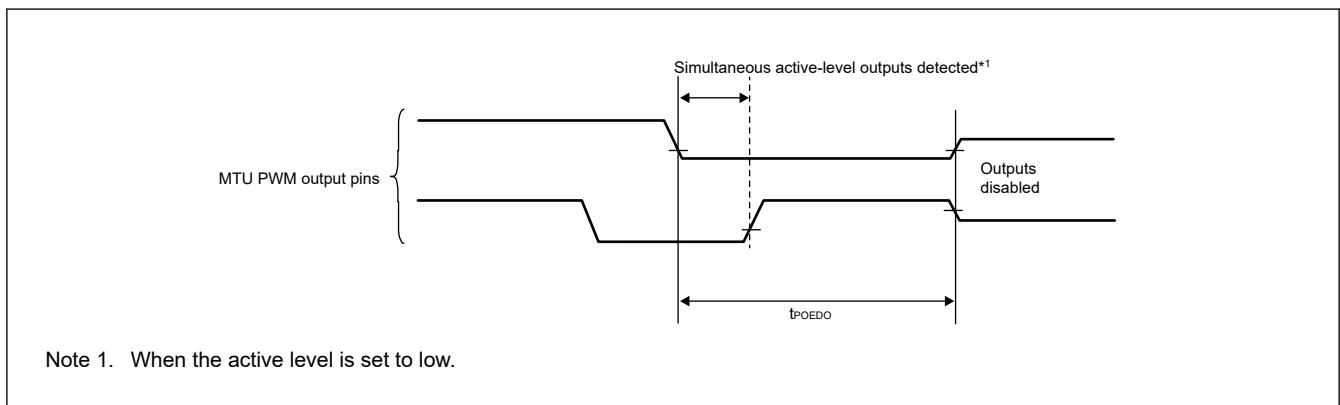 Simultaneous active-level outputs detected*1
MTU PWM output pins
Outputs
disabled
tPOEDO
Note 1. When the active level is set to low.